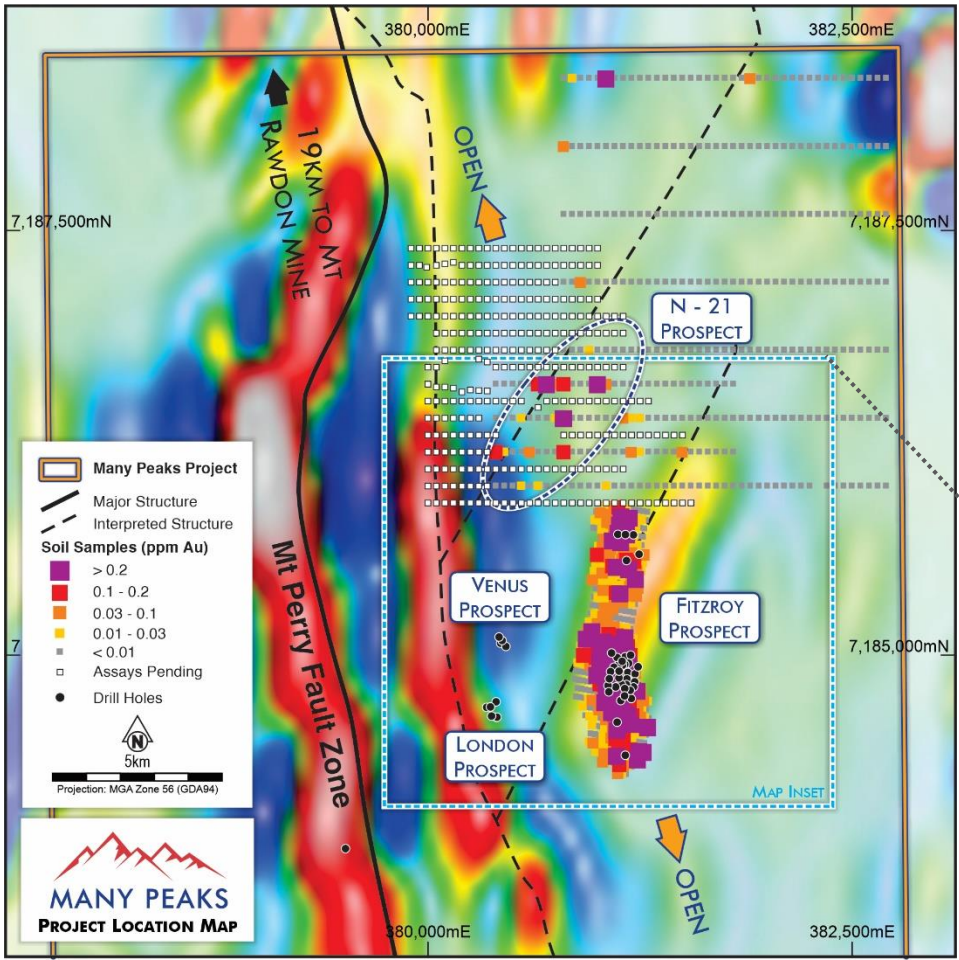 380,000mE
382,500mE
19KM TO MT
RAWDON MINE
OPEN
7,187,500mN
7,187,500mN
N - 21
PROSPECT
Many Peaks Project
Major Structure
Interpreted Structure
Soil Samples (ppm Au)
> 0.2
0.1 - 0.2
0.03 - 0.1
0.01 - 0.03
< 0.01
Assays Pending
Drill Holes
N
5km
Projection: MGA Zone 56 (GDA94)
Mt Perry Fault Zone
VENUS
PROSPECT
FITZROY
PROSPECT
7
7,185,000mN
LONDON
PROSPECT
MAP INSET
OPEN
MANY PEAKS
PROJECT LOCATION MAP
380,000mE
382,500mE